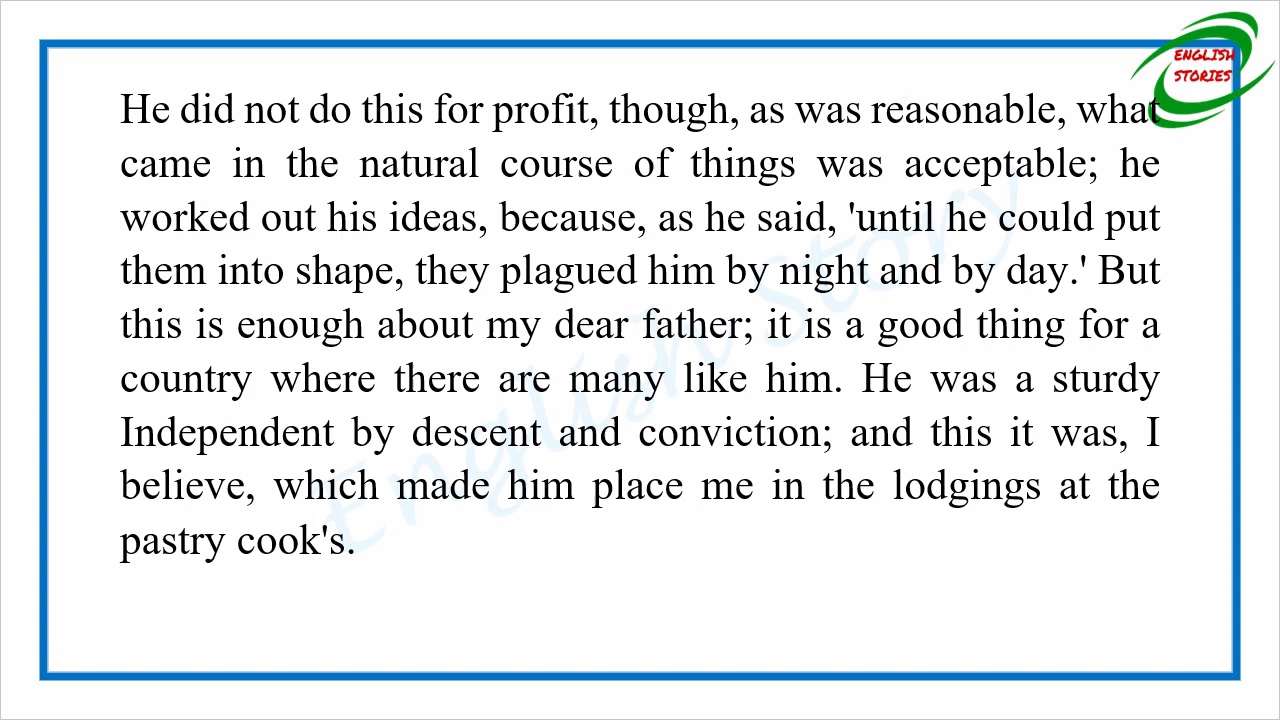 ENGLISH
STORIES
He did not do this for profit, though, as was reasonable, what
came in the natural course of things was acceptable; he
worked out his ideas, because, as he said, 'until he could put
them into shape, they plagued him by night and by day.' But
this is enough about my dear father; it is a good thing for a
country where there are many like him. He was a sturdy
Independent by descent and conviction; and this it was, I
believe, which made him place me in the lodgings at the
pastry cook's.
English Story